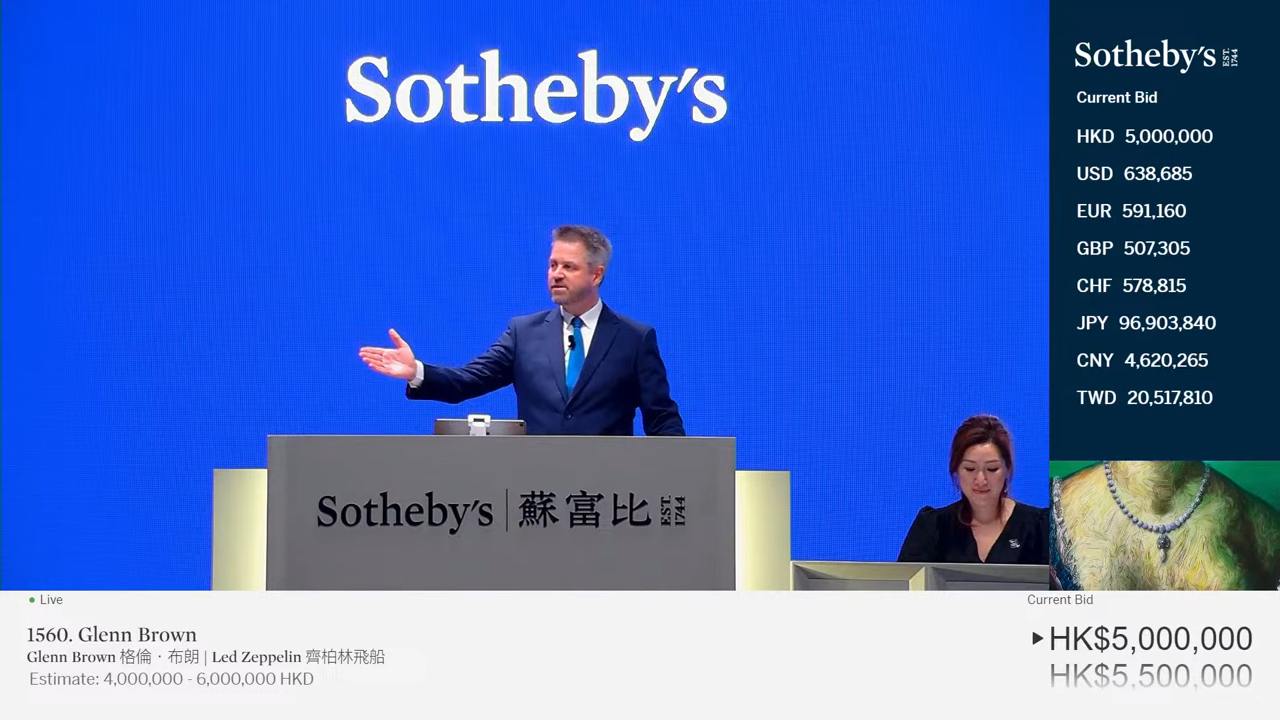 Sotheby's
Sotheby's EST. 1744
Current Bid
HKD 5,000,000
USD 638,685
EUR 591,160
GBP 507,305
CHF 578,815
JPY 96,903,840
CNY 4,620,265
TWD 20,517,810
Sotheby's | 蘇富比 EST. 1744
Live
1560. Glenn Brown
Glenn Brown 格倫・布朗 | Led Zeppelin 齊柏林飛船
Estimate: 4,000,000 - 6,000,000 HKD
Current Bid
HK$5,000,000
HK$5,500,000